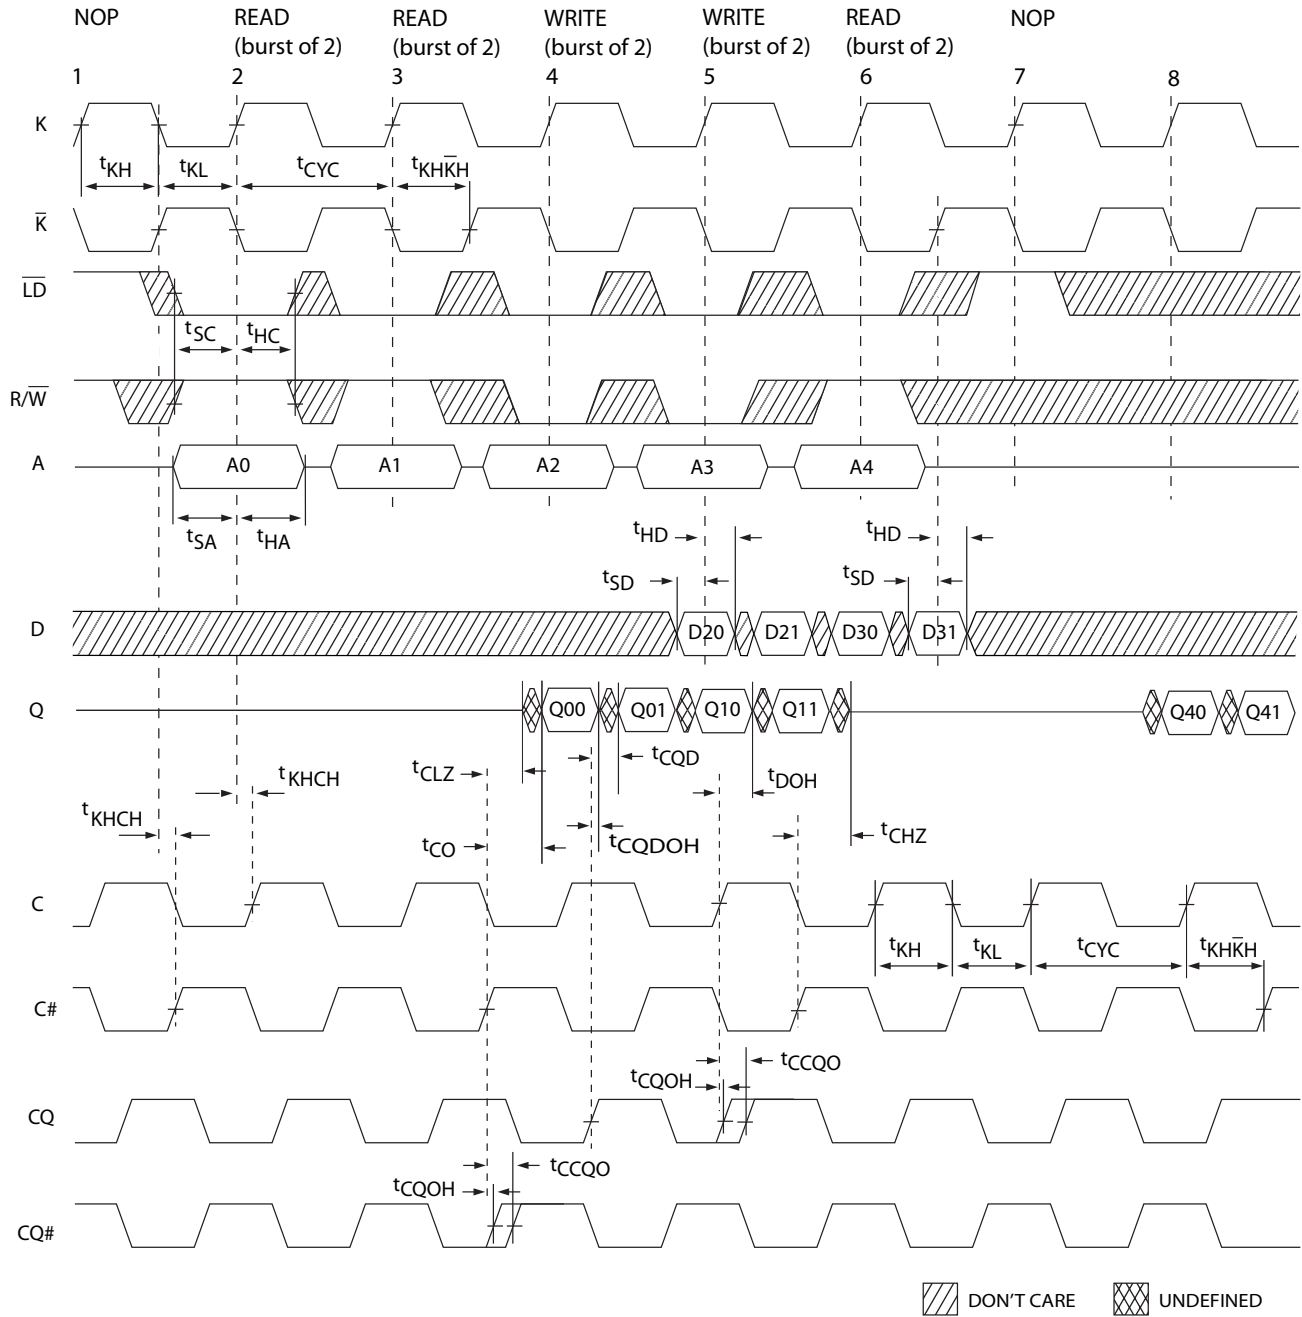 NOP READ READ WRITE WRITE READ NOP
(burst of 2) (burst of 2) (burst of 2) (burst of 2) (burst of 2)
1 2 3 4 5 6 7 8
K
tKH tKL tCYC tKHK̅H
K̅
L̅D̅
tSC tHC
R/W̅
A A0 A1 A2 A3 A4
tSA tHA tHD tHD
tSD tSD
D D20 D21 D30 D31
Q Q00 Q01 Q10 Q11 Q40 Q41
tKHCH tCLZ tCQD tDOH
tKHCH tCO tCQDOH tCHZ
C
tKH tKL tCYC tKHK̅H
C#
tCCQO
tCQOH
CQ
tCCQO
tCQOH
CQ#
DON'T CARE UNDEFINED